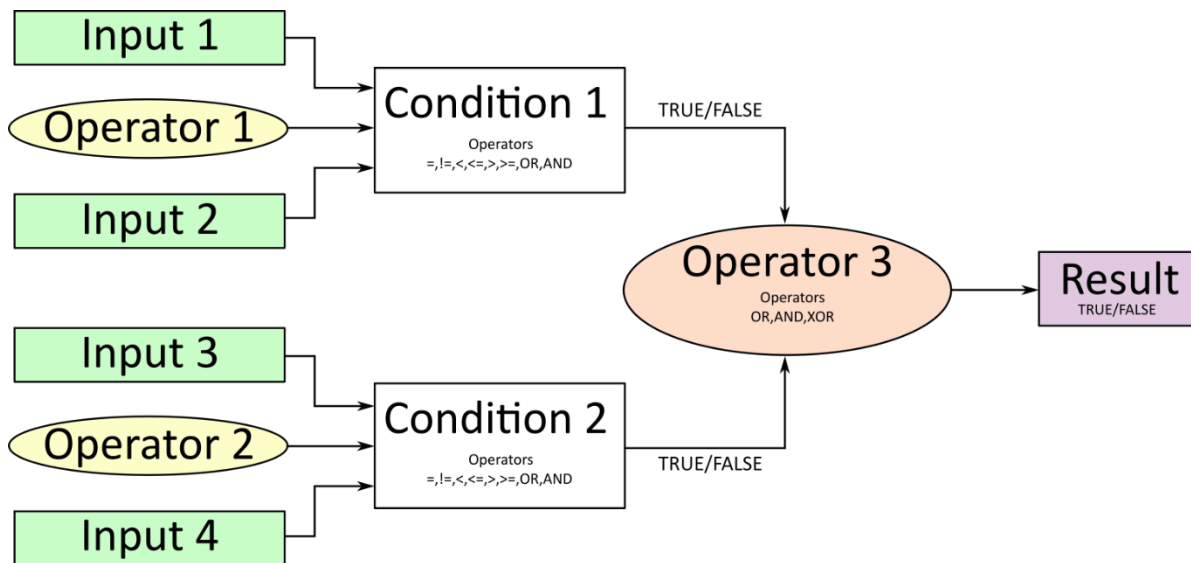 Input 1
Operator 1
Input 2
Condition 1
Operators
=,!=,<,<=,>,>=,OR,AND
TRUE/FALSE
Operator 3
Operators
OR,AND,XOR
Result
TRUE/FALSE
Input 3
Operator 2
Input 4
Condition 2
Operators
=,!=,<,<=,>,>=,OR,AND
TRUE/FALSE